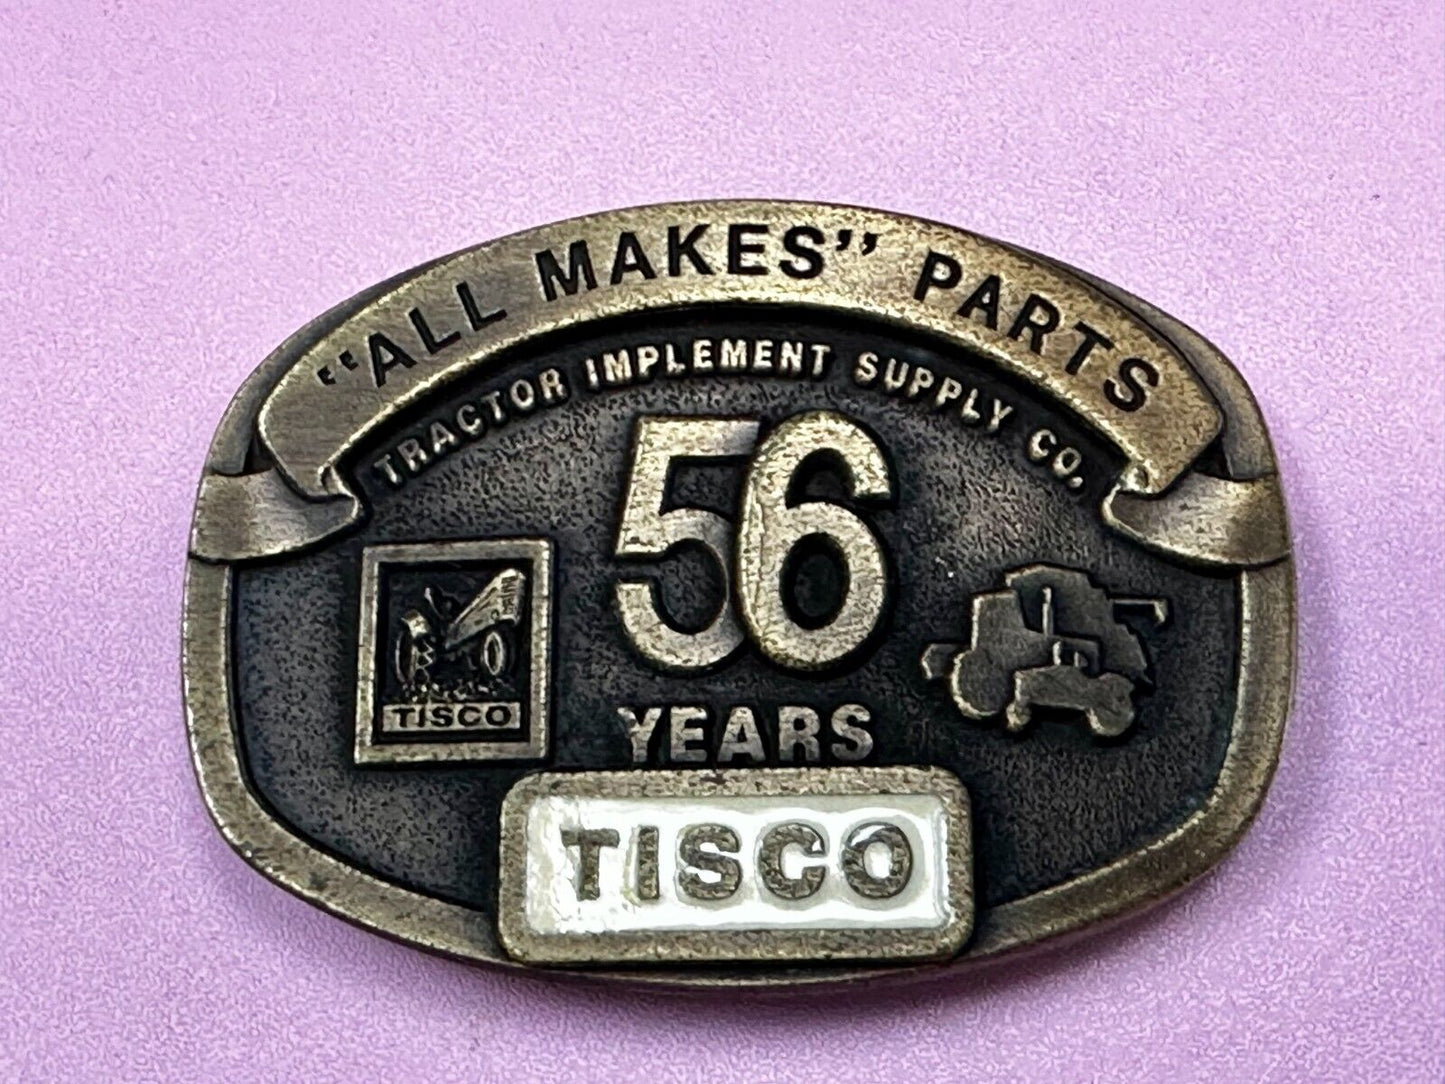 "ALL MAKES" PARTS
TRACTOR IMPLEMENT SUPPLY CO.
56
YEARS
TISCO
TISCO